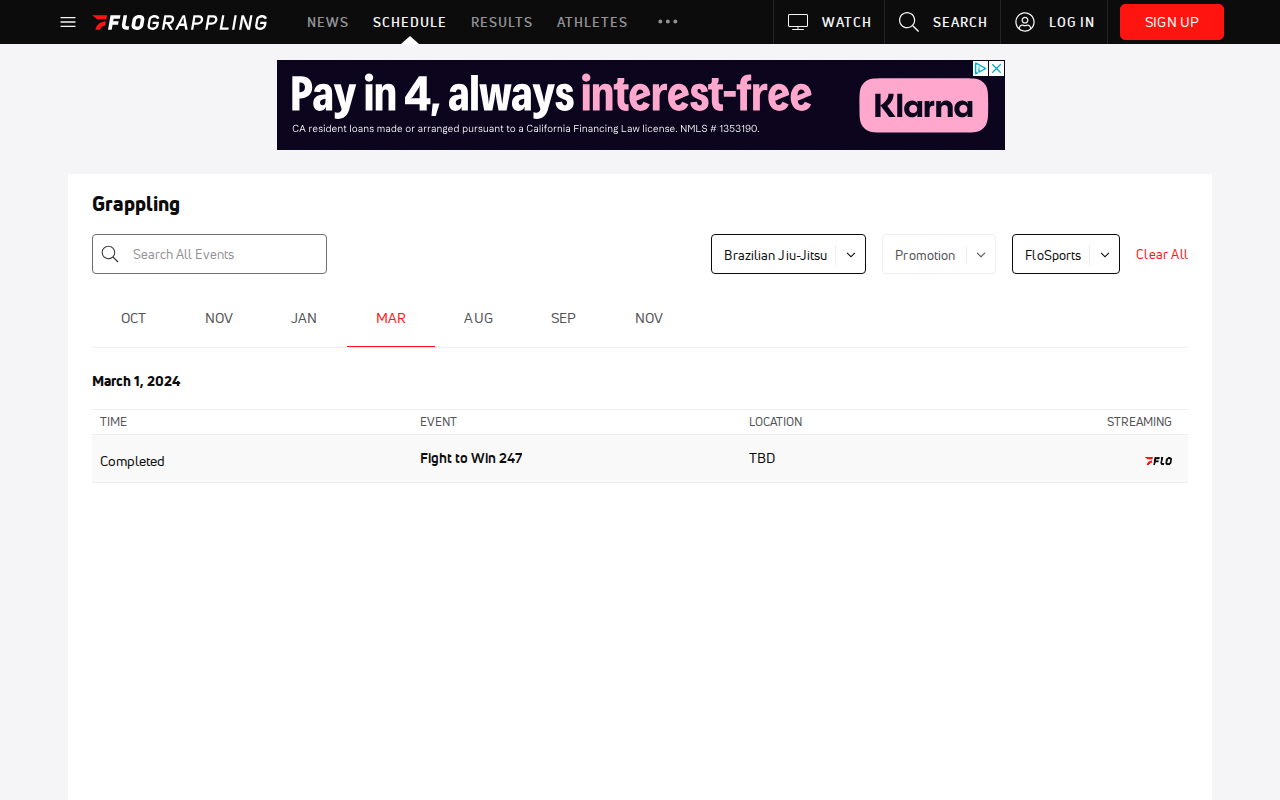 FLOGRAPPLING NEWS SCHEDULE RESULTS ATHLETES WATCH SEARCH LOG IN SIGN UP
Pay in 4, always interest-free
Klarna
CA resident loans made or arranged pursuant to a California Financing Law license. NMLS # 1353190.
Grappling
Search All Events Brazilian Jiu-Jitsu Promotion FloSports Clear All
OCT NOV JAN MAR AUG SEP NOV
March 1, 2024
TIME EVENT LOCATION STREAMING
Completed Fight to Win 247 TBD FLO